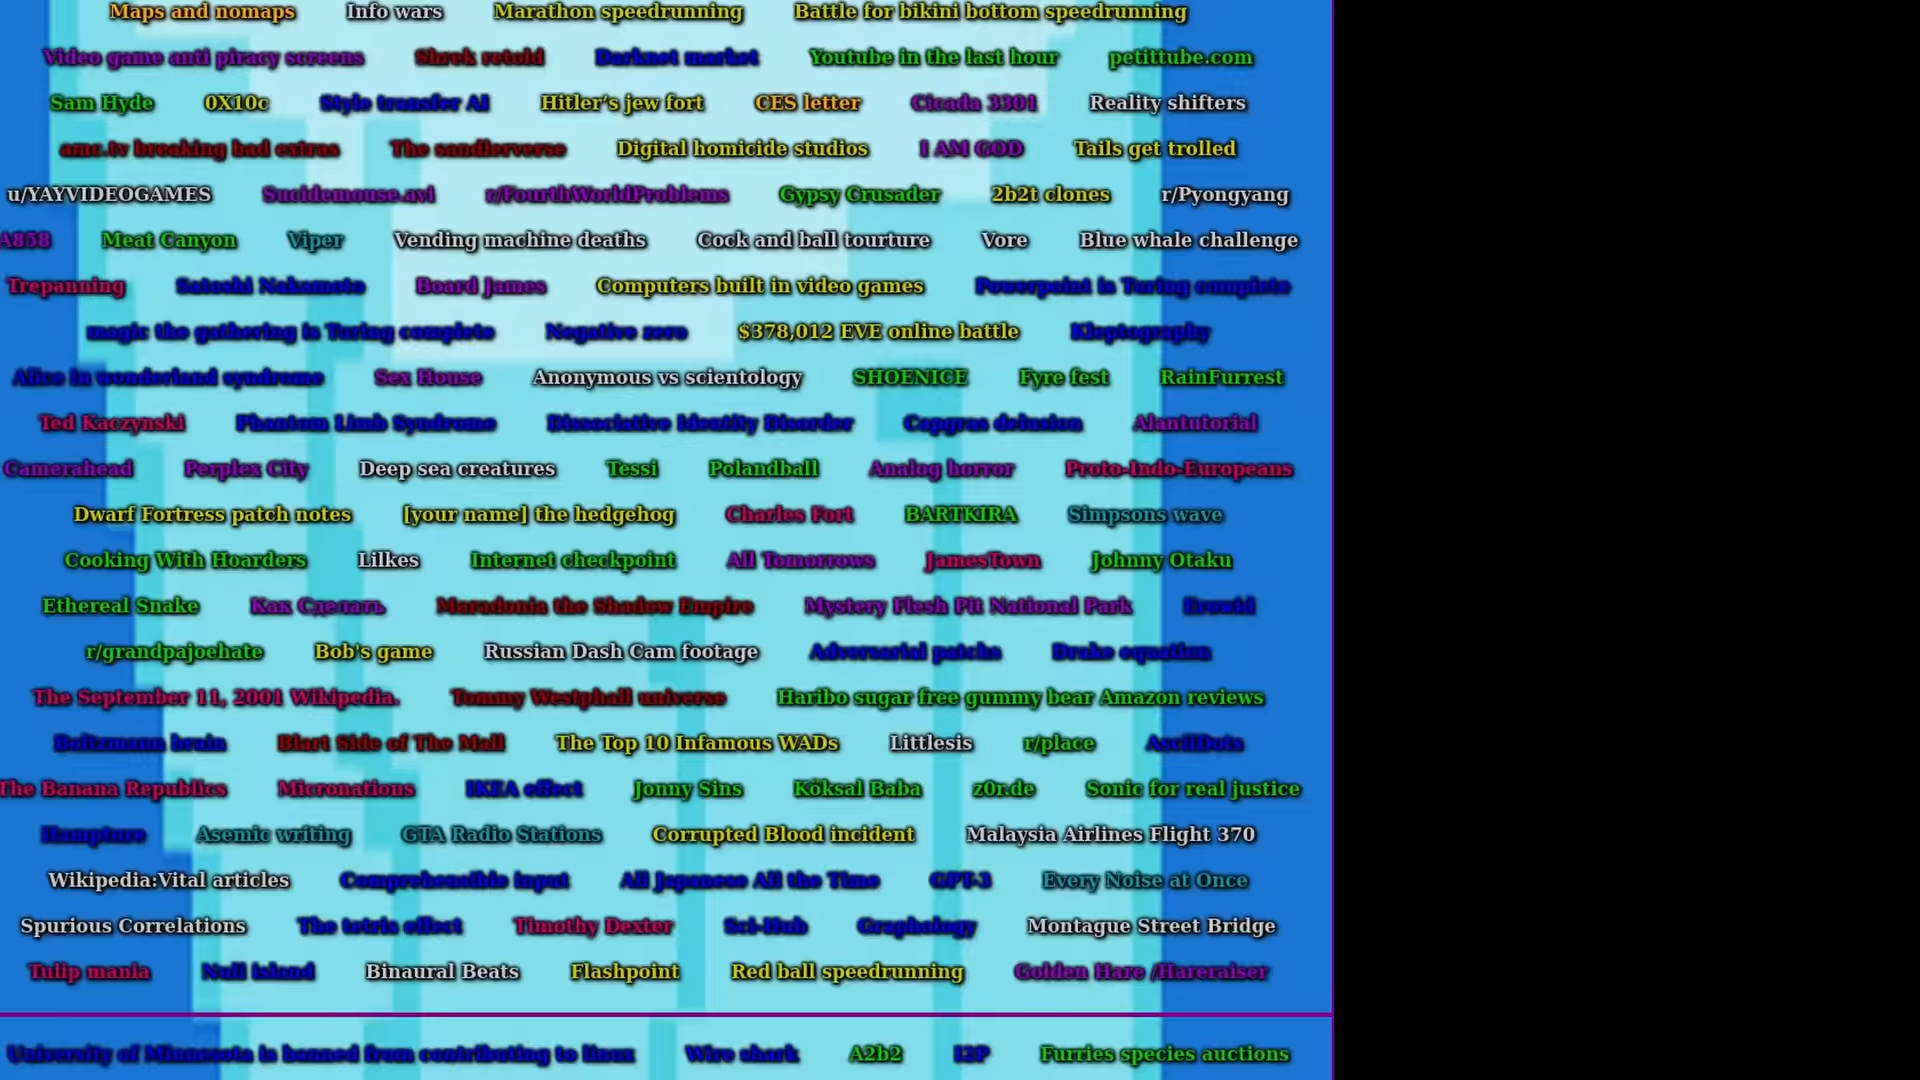 Maps and nomaps Info wars Marathon speedrunning Battle for bikini bottom speedrunning
Video game anti piracy screens Shrek retold Darknet market Youtube in the last hour petittube.com
Sam Hyde 0X10c Style transfer AI Hitler's jew fort CES letter Cicada 3301 Reality shifters
amc.tv breaking bad extras The sandlerverse Digital homicide studios I AM GOD Tails get trolled
u/YAYVIDEOGAMES Sucidemouse.avi r/FourthWorldProblems Gypsy Crusader 2b2t clones r/Pyongyang
A858 Meat Canyon Viper Vending machine deaths Cock and ball tourture Vore Blue whale challenge
Trepanning Satoshi Nakamoto Board James Computers built in video games Powerpoint is Turing complete
magic the gathering is Turing complete Negative zero $378,012 EVE online battle Kleptography
Alice in wonderland syndrome Sex House Anonymous vs scientology SHOENICE Fyre fest RainFurrest
Ted Kaczynski Phantom Limb Syndrome Dissociative Identity Disorder Capgras delusion Alantutorial
Camerahead Perplex City Deep sea creatures Tessi Polandball Analog horror Proto-Indo-Europeans
Dwarf Fortress patch notes [your name] the hedgehog Charles Fort BARTKIRA Simpsons wave
Cooking With Hoarders Lilkes Internet checkpoint All Tomorrows JamesTown Johnny Otaku
Ethereal Snake Как Сделать Maradonia the Shadow Empire Mystery Flesh Pit National Park Erowid
r/grandpajoehate Bob's game Russian Dash Cam footage Adversarial patchs Drake equation
The September 11, 2001 Wikipedia. Tommy Westphall universe Haribo sugar free gummy bear Amazon reviews
Boltzmann brain Blart Side of The Mall The Top 10 Infamous WADs Littlesis r/place AsciiDots
The Banana Republics Micronations IKEA effect Jonny Sins Köksal Baba z0r.de Sonic for real justice
Hampture Asemic writing GTA Radio Stations Corrupted Blood incident Malaysia Airlines Flight 370
Wikipedia:Vital articles Comprehensible input All Japanese All the Time GPT-3 Every Noise at Once
Spurious Correlations The tetris effect Timothy Dexter Sci-Hub Graphology Montague Street Bridge
Tulip mania Null island Binaural Beats Flashpoint Red ball speedrunning Golden Hare /Hareraiser
University of Minnesota is banned from contributing to linux Wire shark A2b2 I2P Furries species auctions